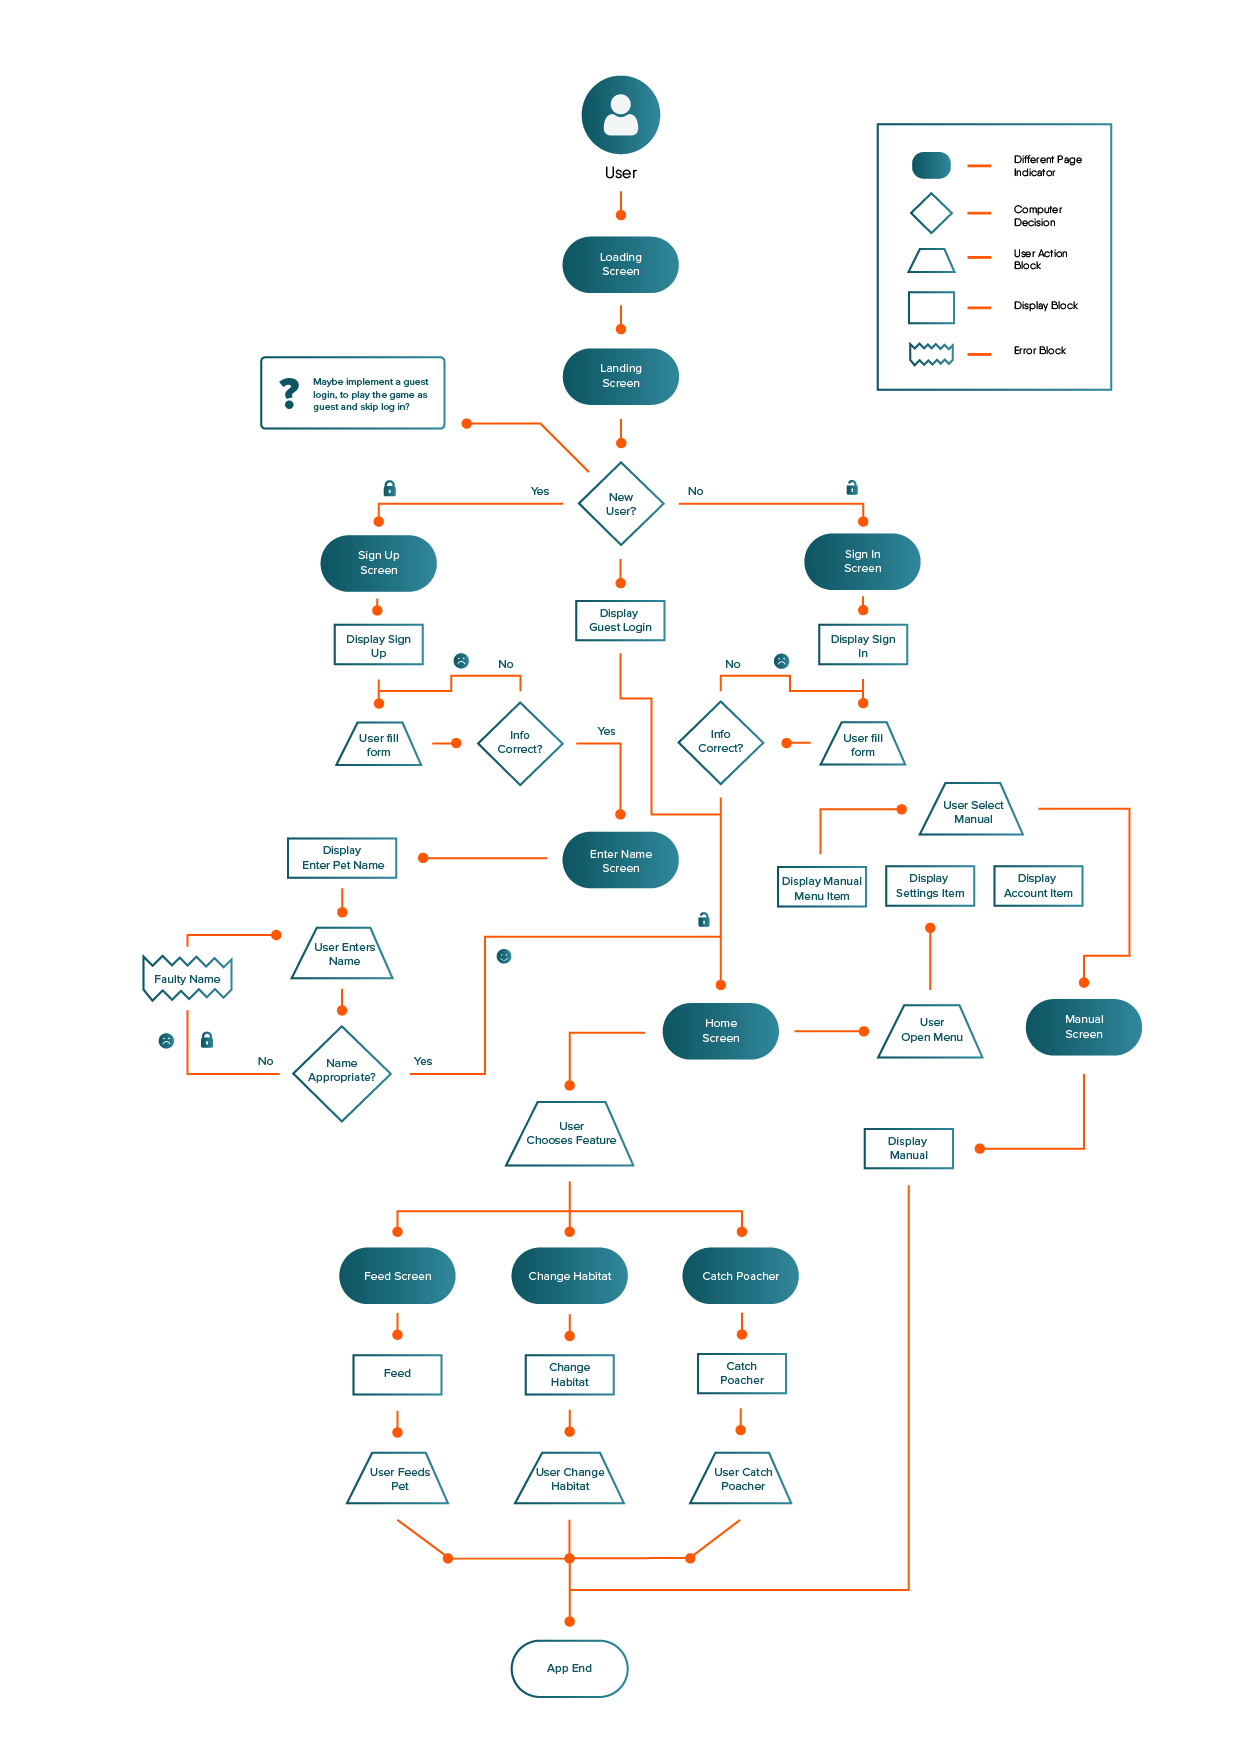 User
Different Page
Indicator
Computer
Decision
User Action
Block
Display Block
Error Block
Loading
Screen
Landing
Screen
Maybe implement a guest
login, to play the game as
guest and skip log in?
New
User?
Yes
No
Sign Up
Screen
Sign In
Screen
Display
Guest Login
Display Sign
Up
Display Sign
In
No
No
User fill
form
Info
Correct?
Yes
Info
Correct?
User fill
form
User Select
Manual
Display
Enter Pet Name
Enter Name
Screen
Display Manual
Menu Item
Display
Settings Item
Display
Account Item
User Enters
Name
Faulty Name
Name
Appropriate?
No
Yes
Home
Screen
User
Open Menu
Manual
Screen
User
Chooses Feature
Display
Manual
Feed Screen
Change Habitat
Catch Poacher
Feed
Change
Habitat
Catch
Poacher
User Feeds
Pet
User Change
Habitat
User Catch
Poacher
App End